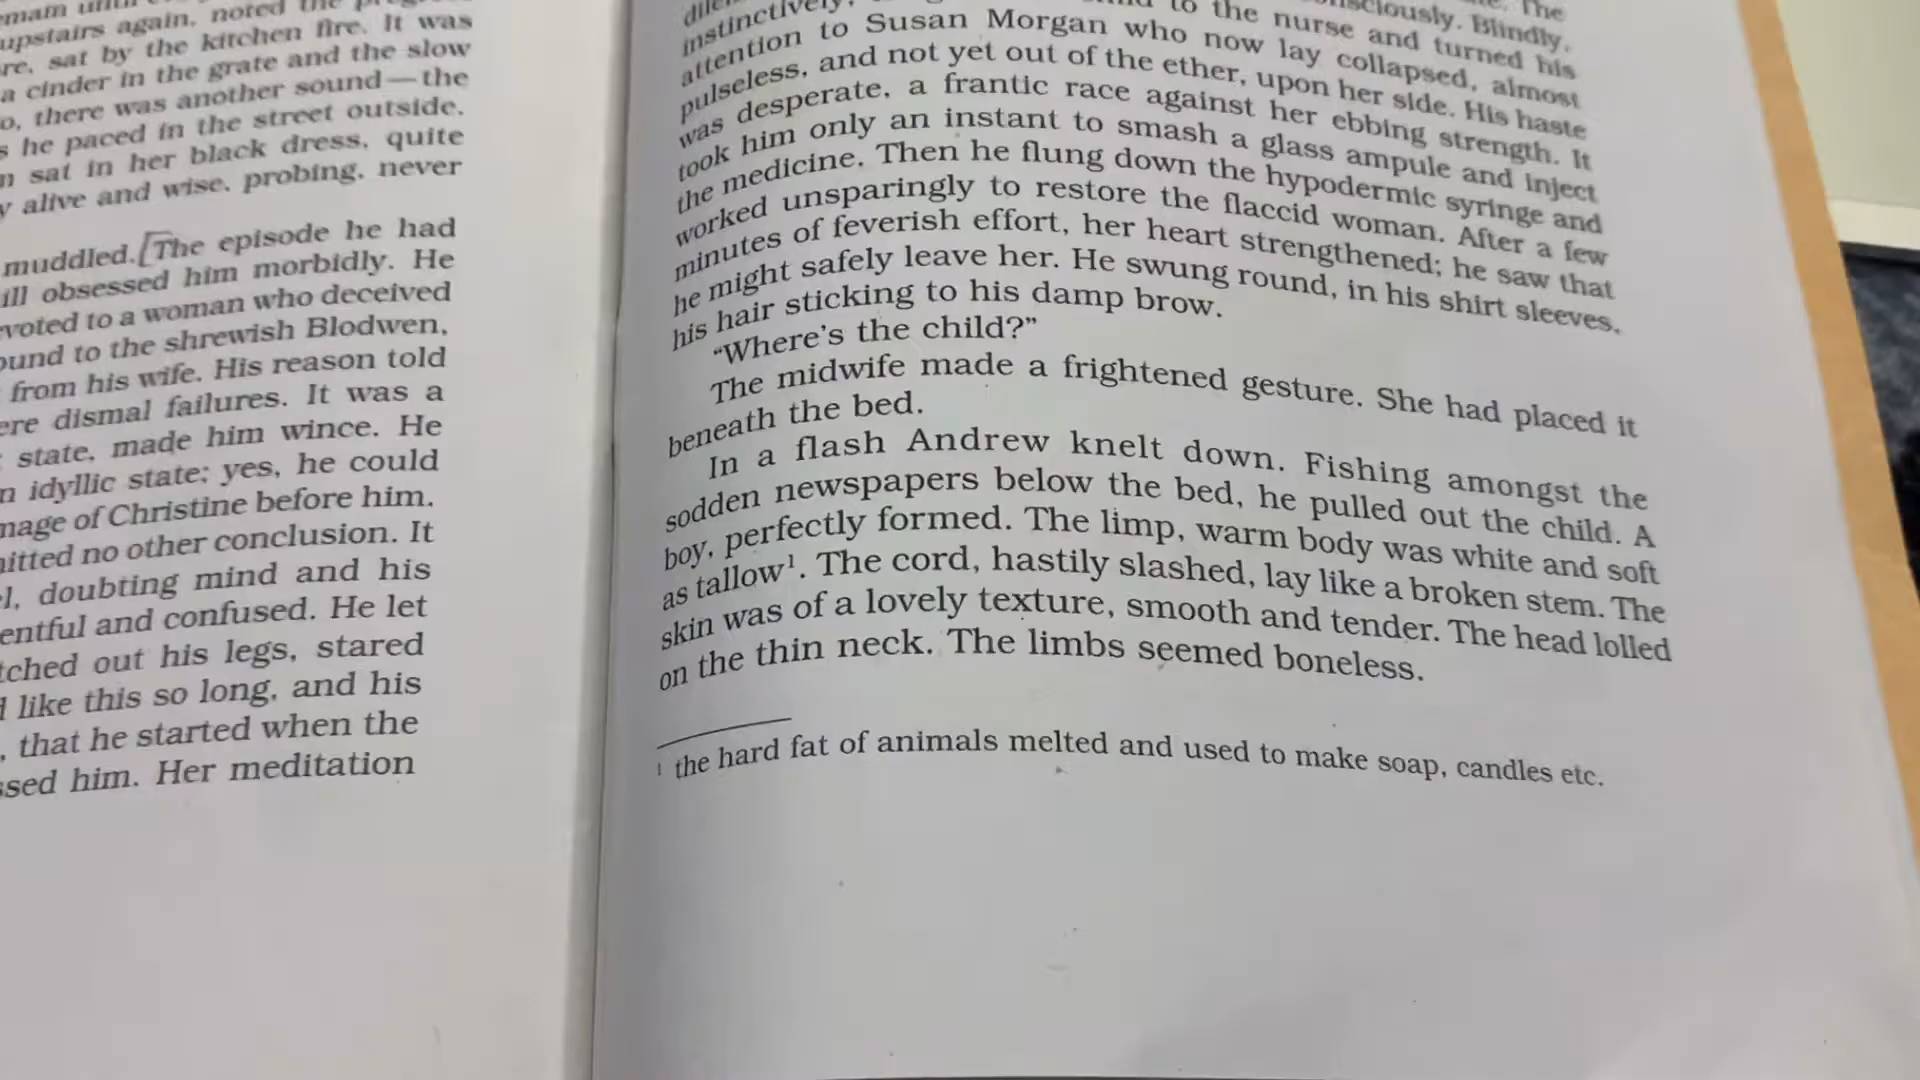 upstairs again, noted the
sat by the kitchen fire. It was
a cinder in the grate and the slow
there was another sound—the
he paced in the street outside.
sat in her black dress, quite
alive and wise, probing, never
muddled. [The episode he had
ill obsessed him morbidly. He
voted to a woman who deceived
ound to the shrewish Blodwen,
from his wife. His reason told
ere dismal failures. It was a
state, made him wince. He
n idyllic state; yes, he could
mage of Christine before him.
nitted no other conclusion. It
l, doubting mind and his
entful and confused. He let
tched out his legs, stared
like this so long, and his
, that he started when the
ssed him. Her meditation
The
instinctively, sciously. Blindly,
to the nurse and turned his
attention to Susan Morgan who now lay collapsed, almost
pulseless, and not yet out of the ether, upon her side. His haste
was desperate, a frantic race against her ebbing strength. It
took him only an instant to smash a glass ampule and inject
the medicine. Then he flung down the hypodermic syringe and
worked unsparingly to restore the flaccid woman. After a few
minutes of feverish effort, her heart strengthened; he saw that
he might safely leave her. He swung round, in his shirt sleeves,
his hair sticking to his damp brow.
“Where’s the child?”
The midwife made a frightened gesture. She had placed it
beneath the bed.
In a flash Andrew knelt down. Fishing amongst the
sodden newspapers below the bed, he pulled out the child. A
boy, perfectly formed. The limp, warm body was white and soft
as tallow¹. The cord, hastily slashed, lay like a broken stem. The
skin was of a lovely texture, smooth and tender. The head lolled
on the thin neck. The limbs seemed boneless.
¹ the hard fat of animals melted and used to make soap, candles etc.